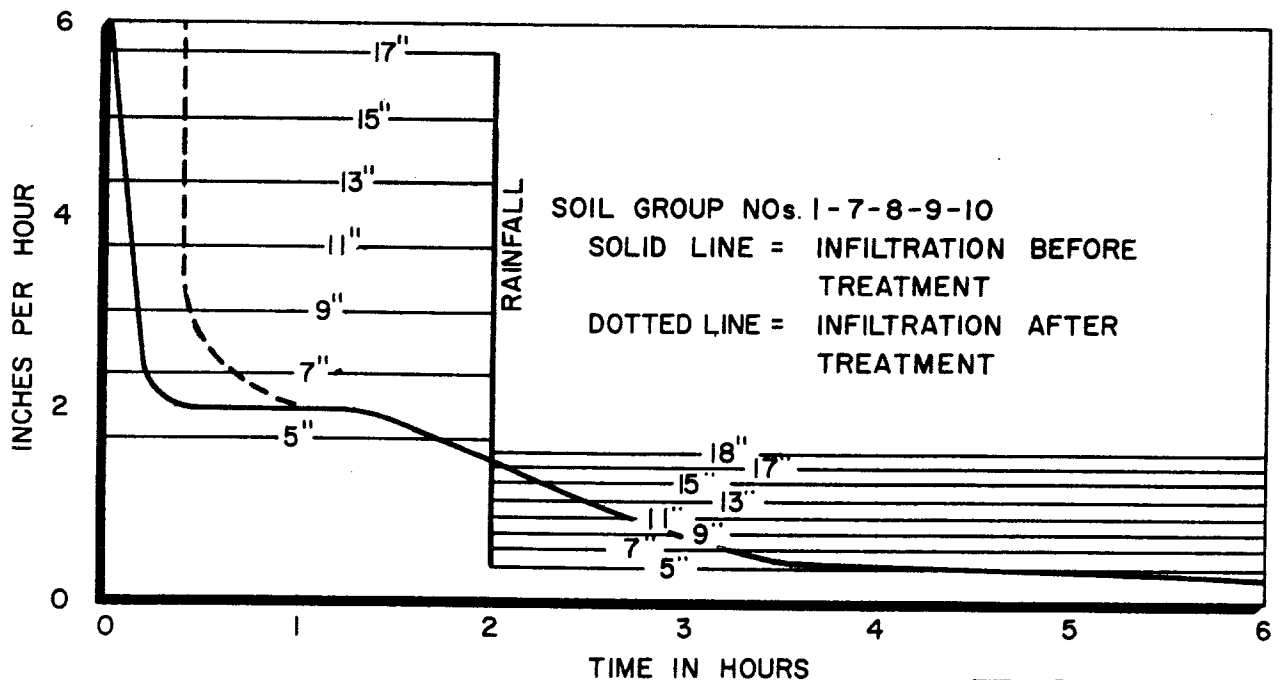 6
4
2
0
INCHES PER HOUR
17"
15"
13"
11"
9"
7"
5"
RAINFALL
SOIL GROUP NOs. 1-7-8-9-10
SOLID LINE = INFILTRATION BEFORE
TREATMENT
DOTTED LINE = INFILTRATION AFTER
TREATMENT
18"
17"
15"
13"
11"
9"
7"
5"
0 1 2 3 4 5 6
TIME IN HOURS